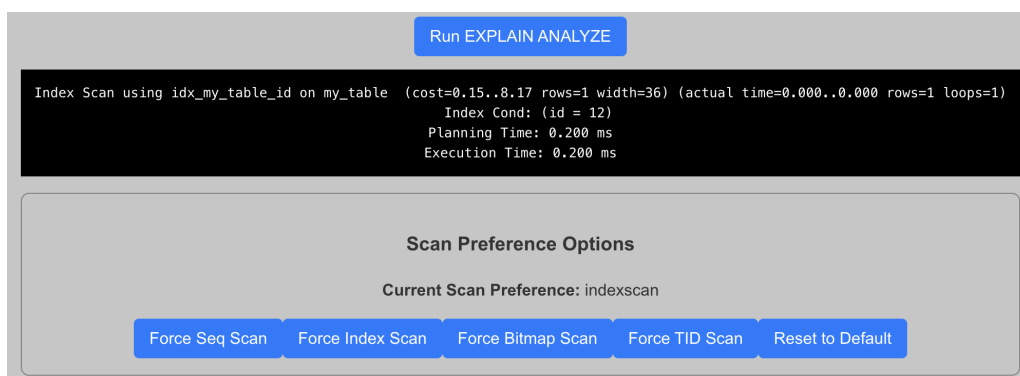 Run EXPLAIN ANALYZE
Index Scan using idx_my_table_id on my_table  (cost=0.15..8.17 rows=1 width=36) (actual time=0.000..0.000 rows=1 loops=1)
Index Cond: (id = 12)
Planning Time: 0.200 ms
Execution Time: 0.200 ms
Scan Preference Options
Current Scan Preference: indexscan
Force Seq Scan Force Index Scan Force Bitmap Scan Force TID Scan Reset to Default